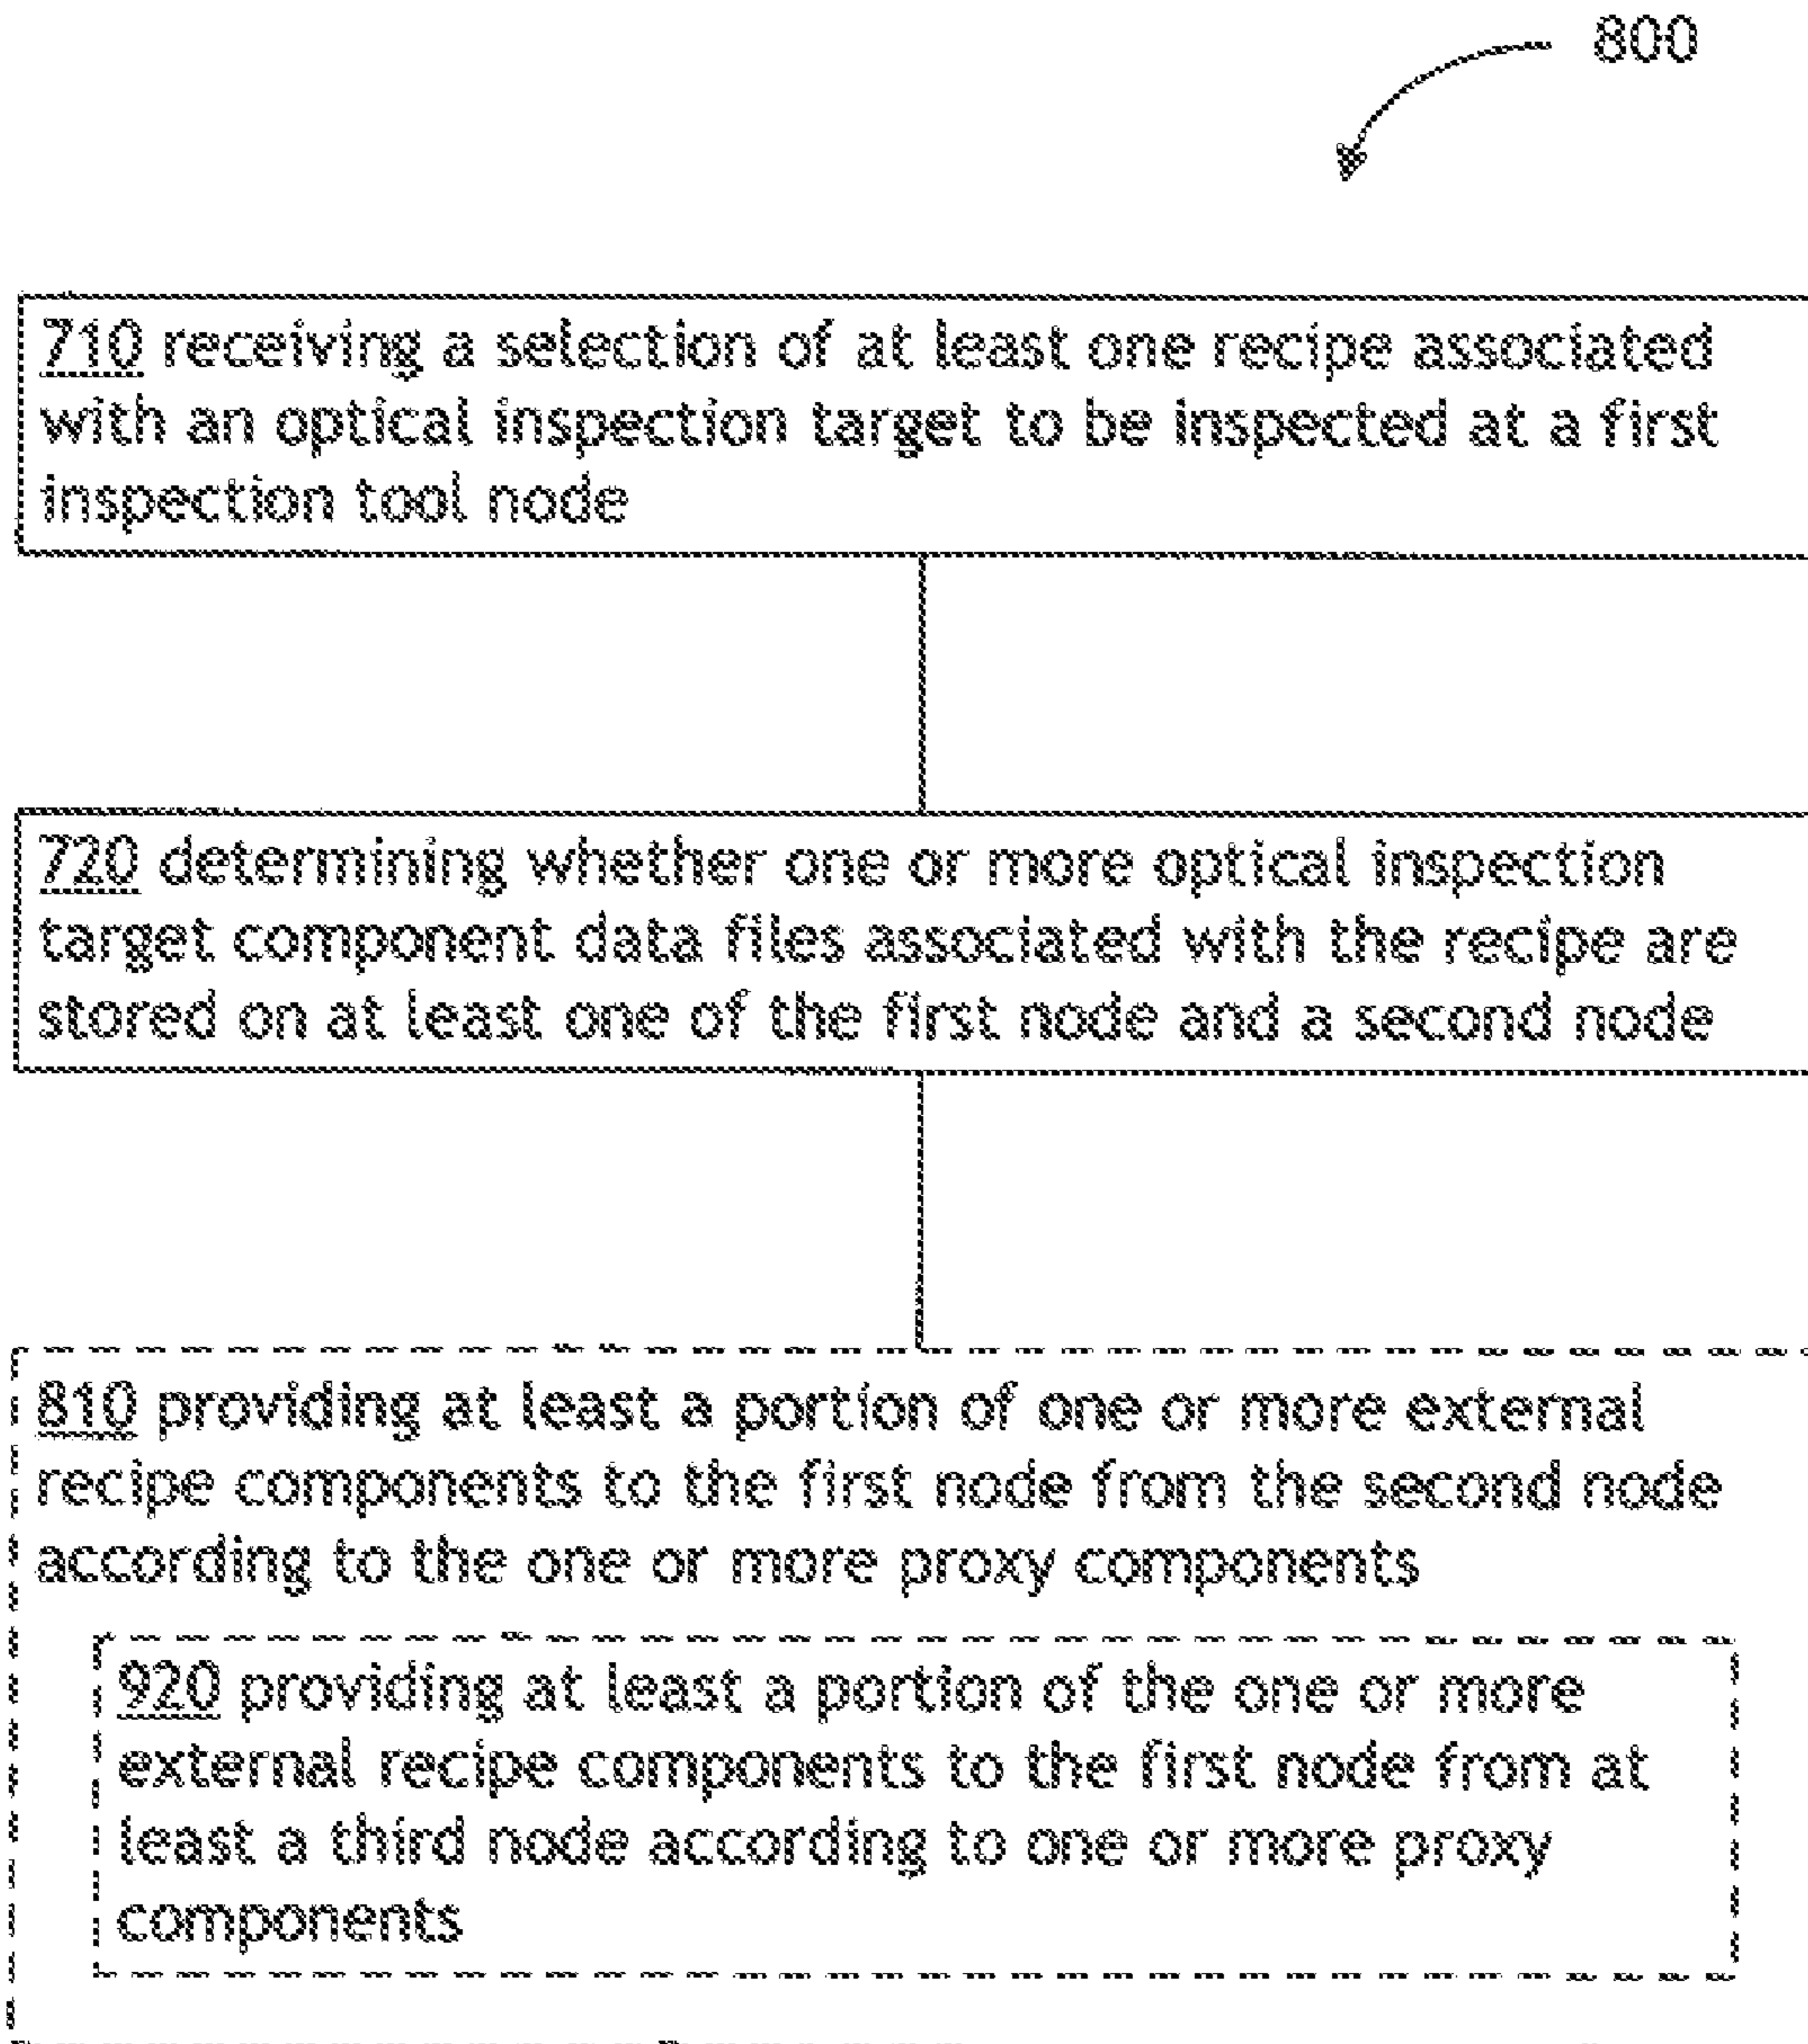 800
710 receiving a selection of at least one recipe associated
with an optical inspection target to be inspected at a first
inspection tool node
720 determining whether one or more optical inspection
target component data files associated with the recipe are
stored on at least one of the first node and a second node
810 providing at least a portion of one or more external
recipe components to the first node from the second node
according to the one or more proxy components
920 providing at least a portion of the one or more
external recipe components to the first node from at
least a third node according to one or more proxy
components